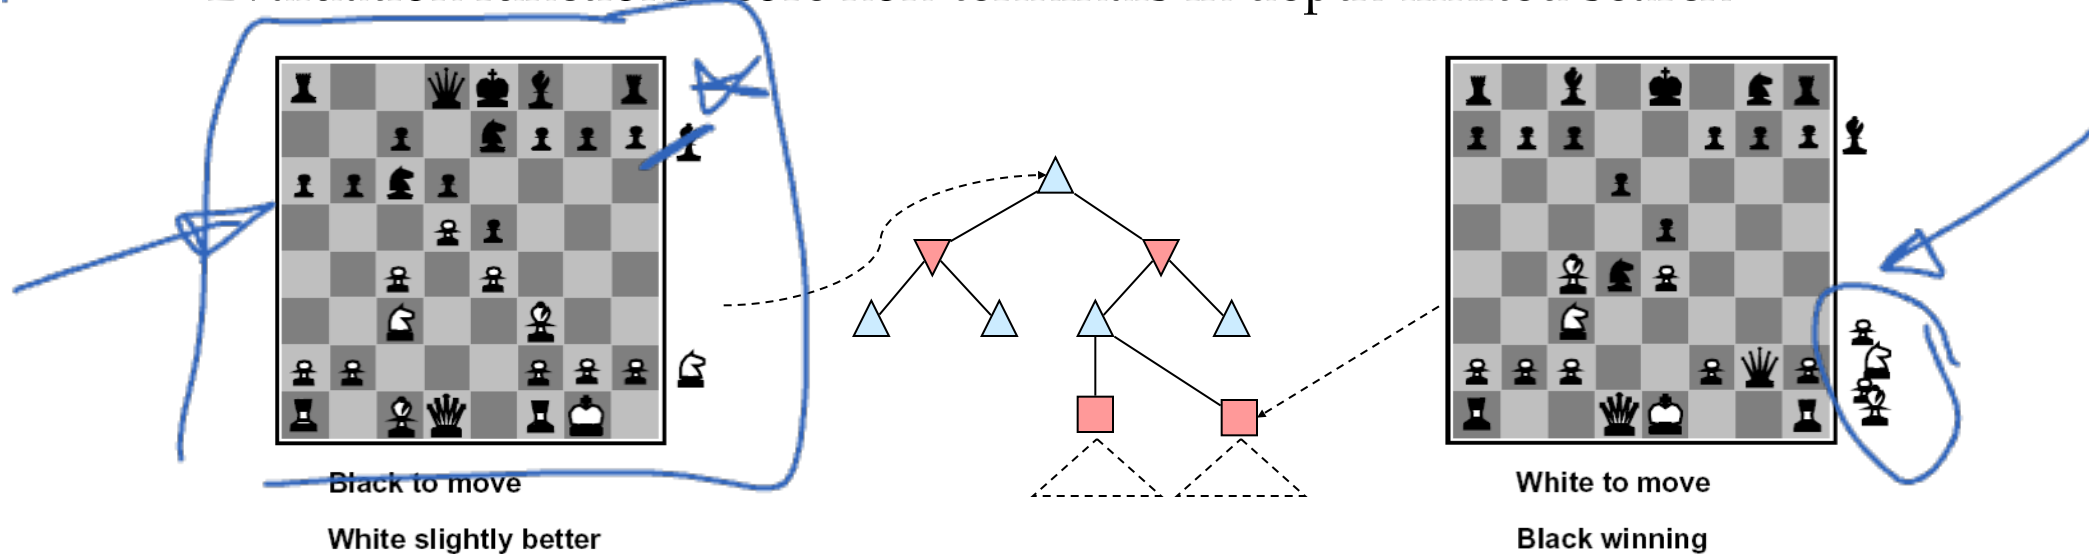 Black to move
White slightly better
White to move
Black winning